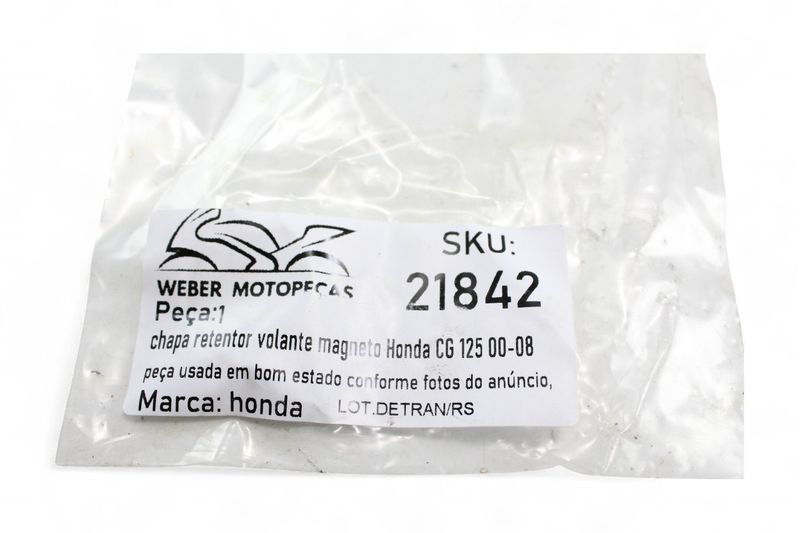 WEBER MOTOPEÇAS
SKU:
21842
Peça:1
chapa retentor volante magneto Honda CG 125 00-08
peça usada em bom estado conforme fotos do anúncio,
Marca: honda
LOT.DETRAN/RS